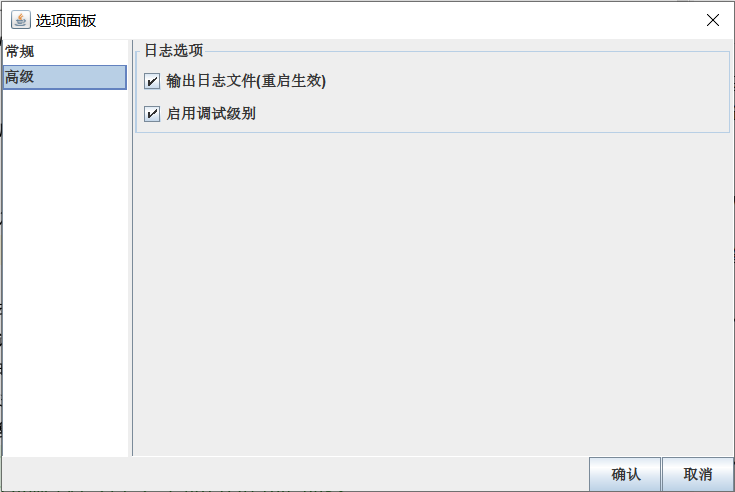 选项面板
常规
高级
日志选项
输出日志文件(重启生效)
启用调试级别
确认
取消